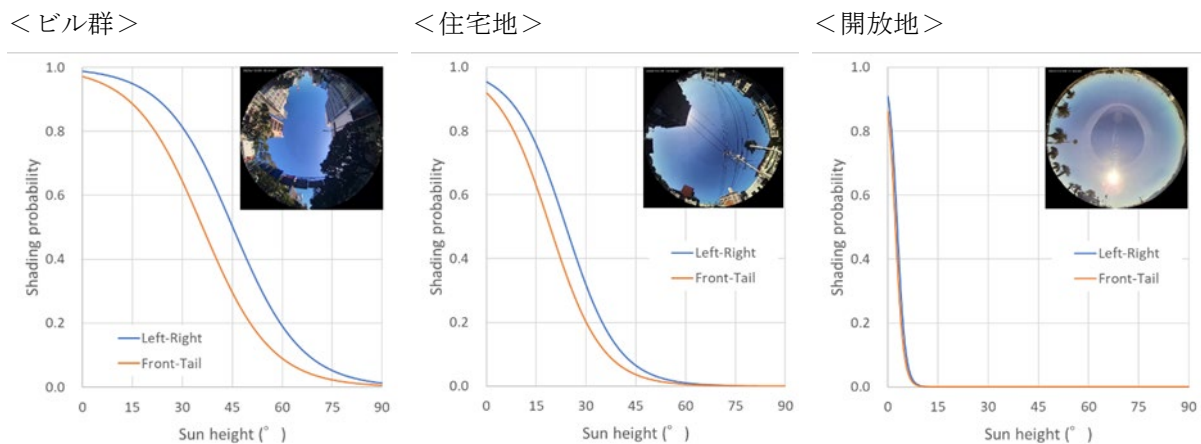 <ビル群>
<住宅地>
<開放地>
1.0
0.8
0.6
0.4
0.2
0.0
0 15 30 45 60 75 90
Shading probability
Sun height (° )
Left-Right
Front-Tail
1.0
0.8
0.6
0.4
0.2
0.0
0 15 30 45 60 75 90
Shading probability
Sun height (° )
Left-Right
Front-Tail
1.0
0.8
0.6
0.4
0.2
0.0
0 15 30 45 60 75 90
Shading probability
Sun height (° )
Left-Right
Front-Tail